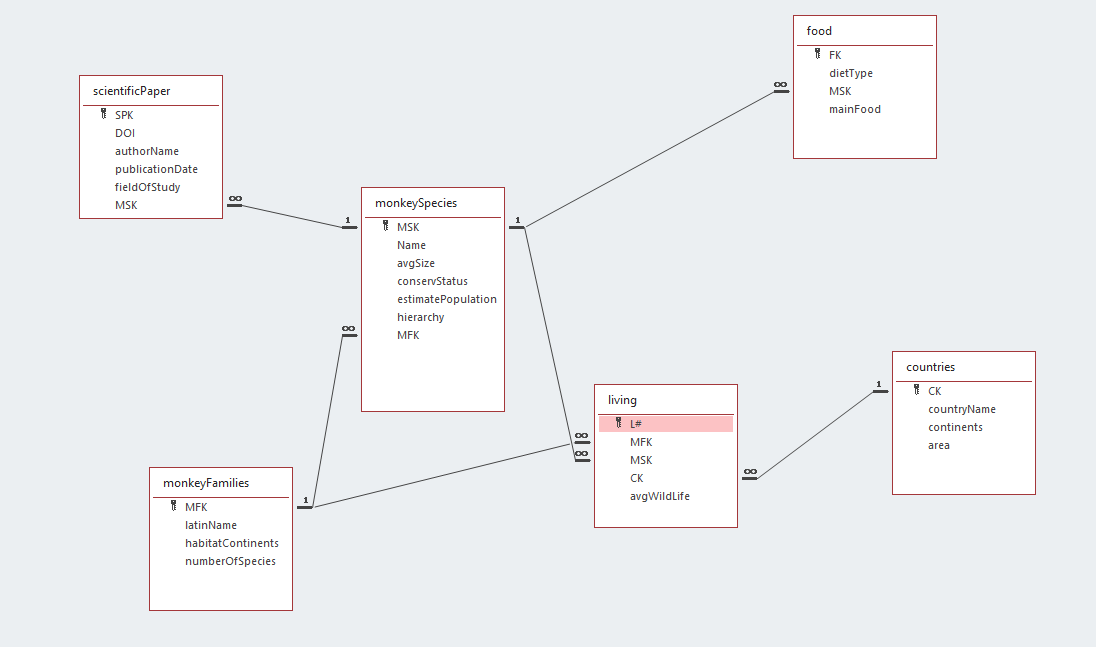 food
FK
dietType
MSK
mainFood
scientificPaper
SPK
DOI
authorName
publicationDate
fieldOfStudy
MSK
monkeySpecies
MSK
Name
avgSize
conservStatus
estimatePopulation
hierarchy
MFK
countries
CK
countryName
continents
area
living
L#
MFK
MSK
CK
avgWildLife
monkeyFamilies
MFK
latinName
habitatContinents
numberOfSpecies
∞
∞
1
1
∞
∞
∞
1
∞
1